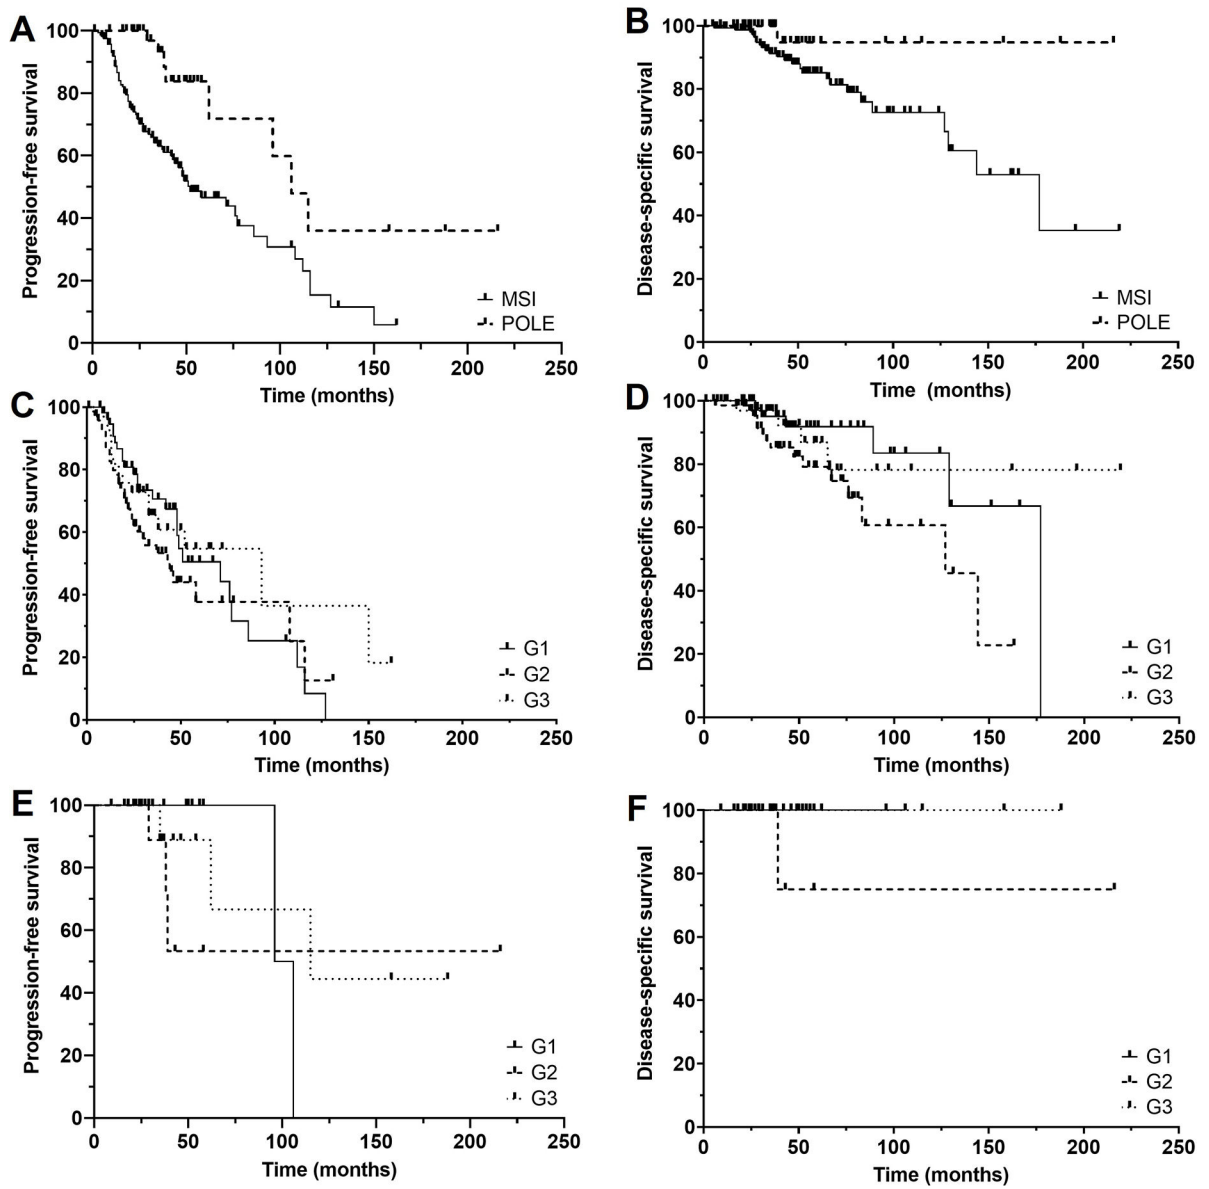 A
Progression-free survival
100
80
60
40
20
0
0 50 100 150 200 250
Time (months)
MSI
POLE
B
Disease-specific survival
100
80
60
40
20
0
0 50 100 150 200 250
Time (months)
MSI
POLE
C
Progression-free survival
100
80
60
40
20
0
0 50 100 150 200 250
Time (months)
G1
G2
G3
D
Disease-specific survival
100
80
60
40
20
0
0 50 100 150 200 250
Time (months)
G1
G2
G3
E
Progression-free survival
100
80
60
40
20
0
0 50 100 150 200 250
Time (months)
G1
G2
G3
F
Disease-specific survival
100
80
60
40
20
0
0 50 100 150 200 250
Time (months)
G1
G2
G3